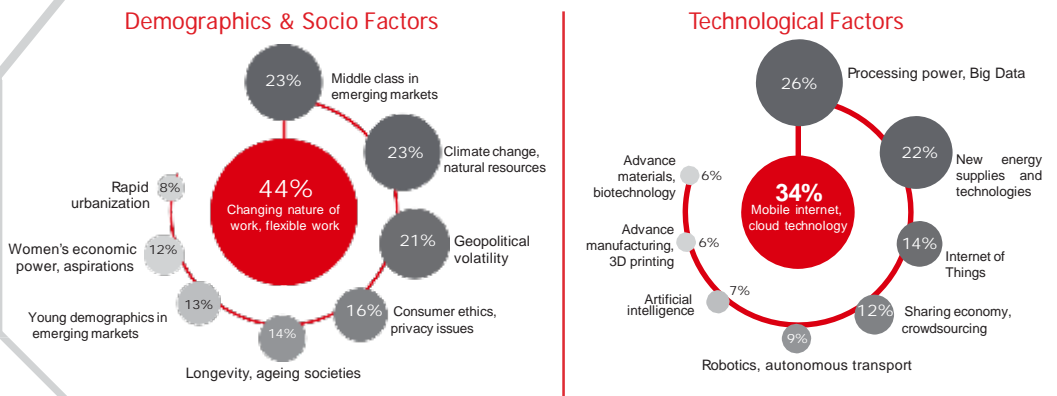 Demographics & Socio Factors
23%
Middle class in
emerging markets
23%
Climate change,
natural resources
44%
Changing nature of
work, flexible work
21%
Geopolitical
volatility
16%
Consumer ethics,
privacy issues
14%
Longevity, ageing societies
13%
Young demographics in
emerging markets
12%
Women's economic
power, aspirations
8%
Rapid
urbanization
Technological Factors
26%
Processing power, Big Data
22%
New energy
supplies and
technologies
34%
Mobile internet,
cloud technology
14%
Internet of
Things
12%
Sharing economy,
crowdsourcing
9%
Robotics, autonomous transport
7%
Artificial
intelligence
6%
Advance
manufacturing,
3D printing
6%
Advance
materials,
biotechnology